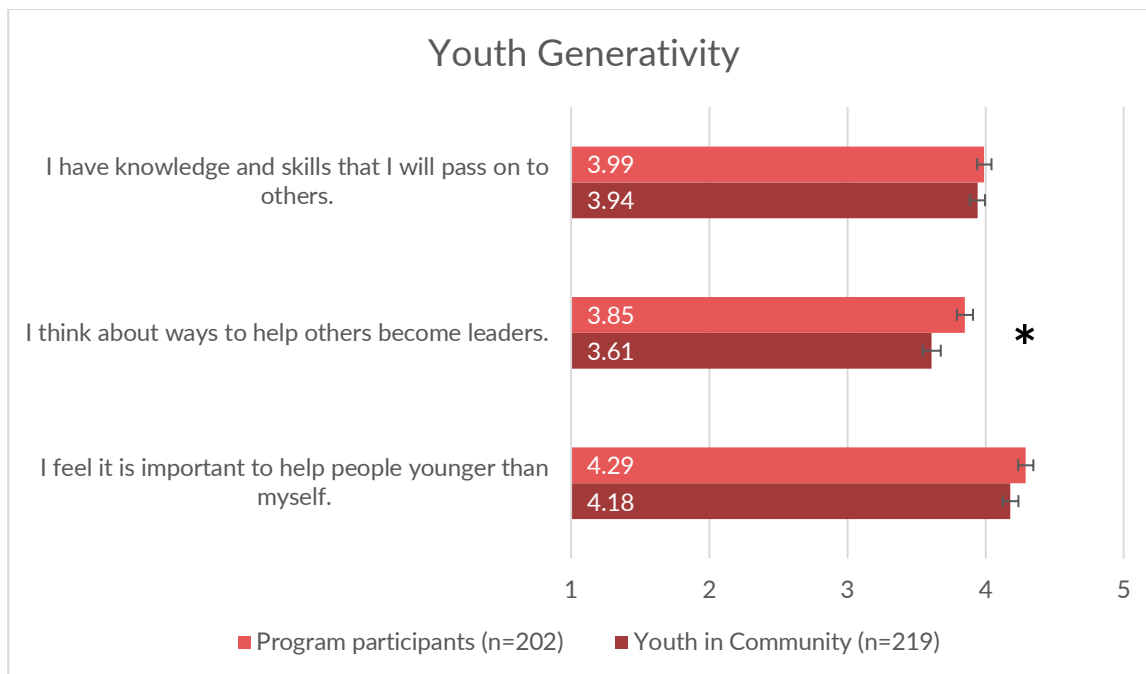 Youth Generativity
I have knowledge and skills that I will pass on to
others.
3.99
3.94
I think about ways to help others become leaders.
3.85
3.61
*
I feel it is important to help people younger than
myself.
4.29
4.18
1 2 3 4 5
Program participants (n=202) Youth in Community (n=219)